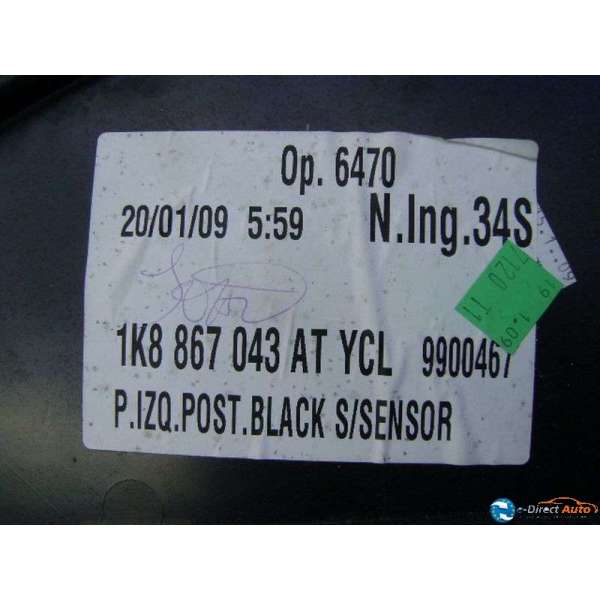 Op. 6470
20/01/09 5:59 N.Ing.34S
1K8 867 043 AT YCL 9900467
P.IZQ.POST.BLACK S/SENSOR
e-Direct Auto